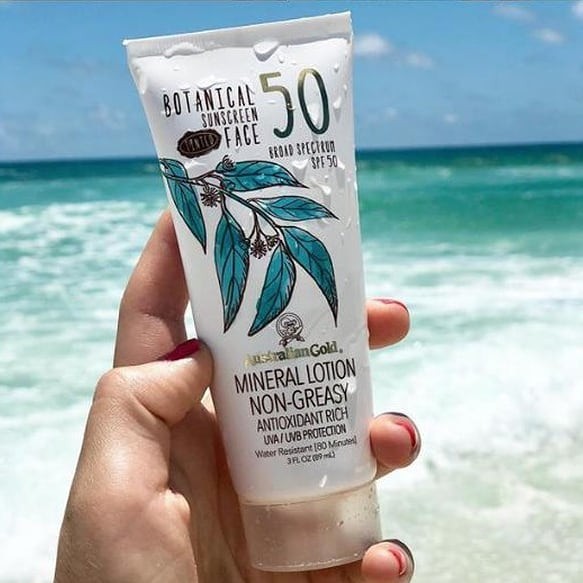 BOTANICAL
SUNSCREEN
TINTED
FACE
50
BROAD SPECTRUM
SPF 50
Australian Gold®
MINERAL LOTION
NON-GREASY
ANTIOXIDANT RICH
UVA / UVB PROTECTION
Water Resistant [80 Minutes]
3 FL OZ (89 mL)